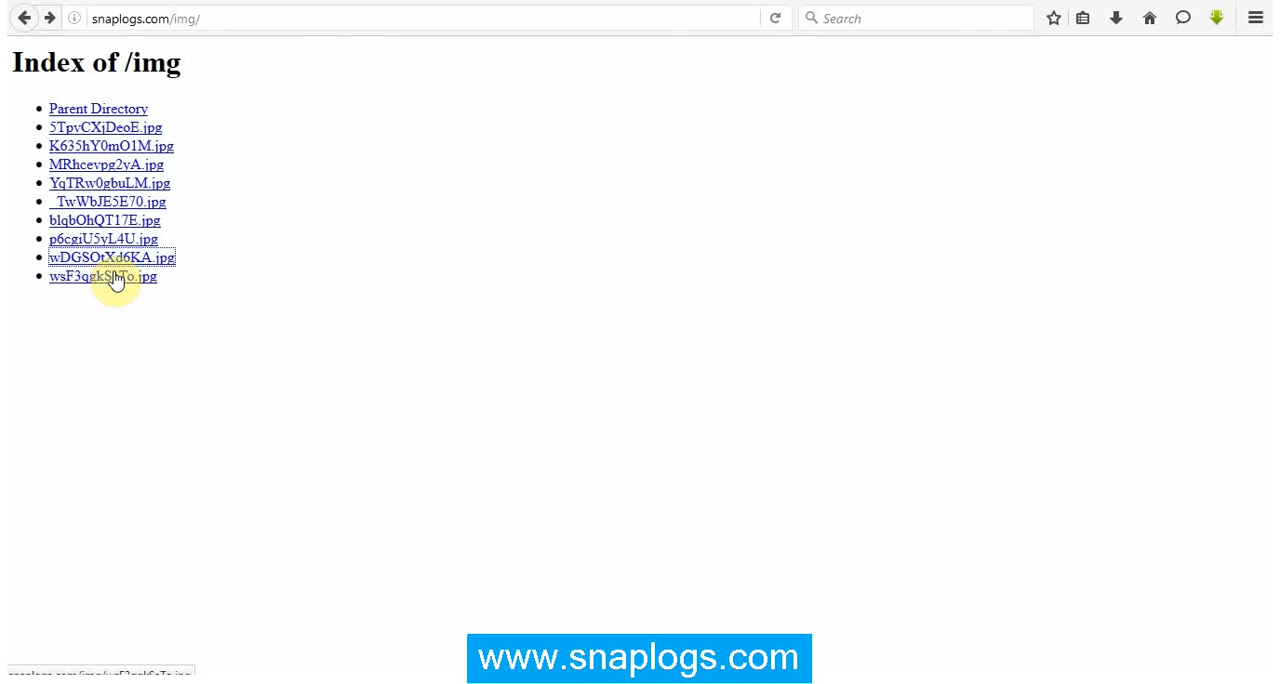 snaplogs.com/img/
Search
Index of /img
Parent Directory
5TpvCXjDeoE.jpg
K635hY0mO1M.jpg
MRhcevpg2yA.jpg
YqTRw0gbuLM.jpg
_TwWbJE5E70.jpg
blqbOhQT17E.jpg
p6cgiU5yL4U.jpg
wDGSOtXd6KA.jpg
www.snaplogs.com